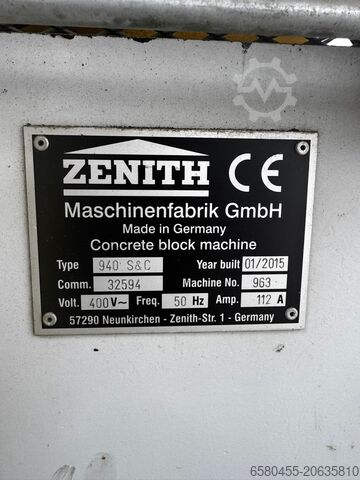 ZENITH CE
Maschinenfabrik GmbH
Made in Germany
Concrete block machine
Type 940 S&C Year built 01/2015
Comm. 32594 Machine No. 963
Volt. 400 V~ Freq. 50 Hz Amp. 112 A
57290 Neunkirchen - Zenith-Str. 1 - Germany
6580455-20635810